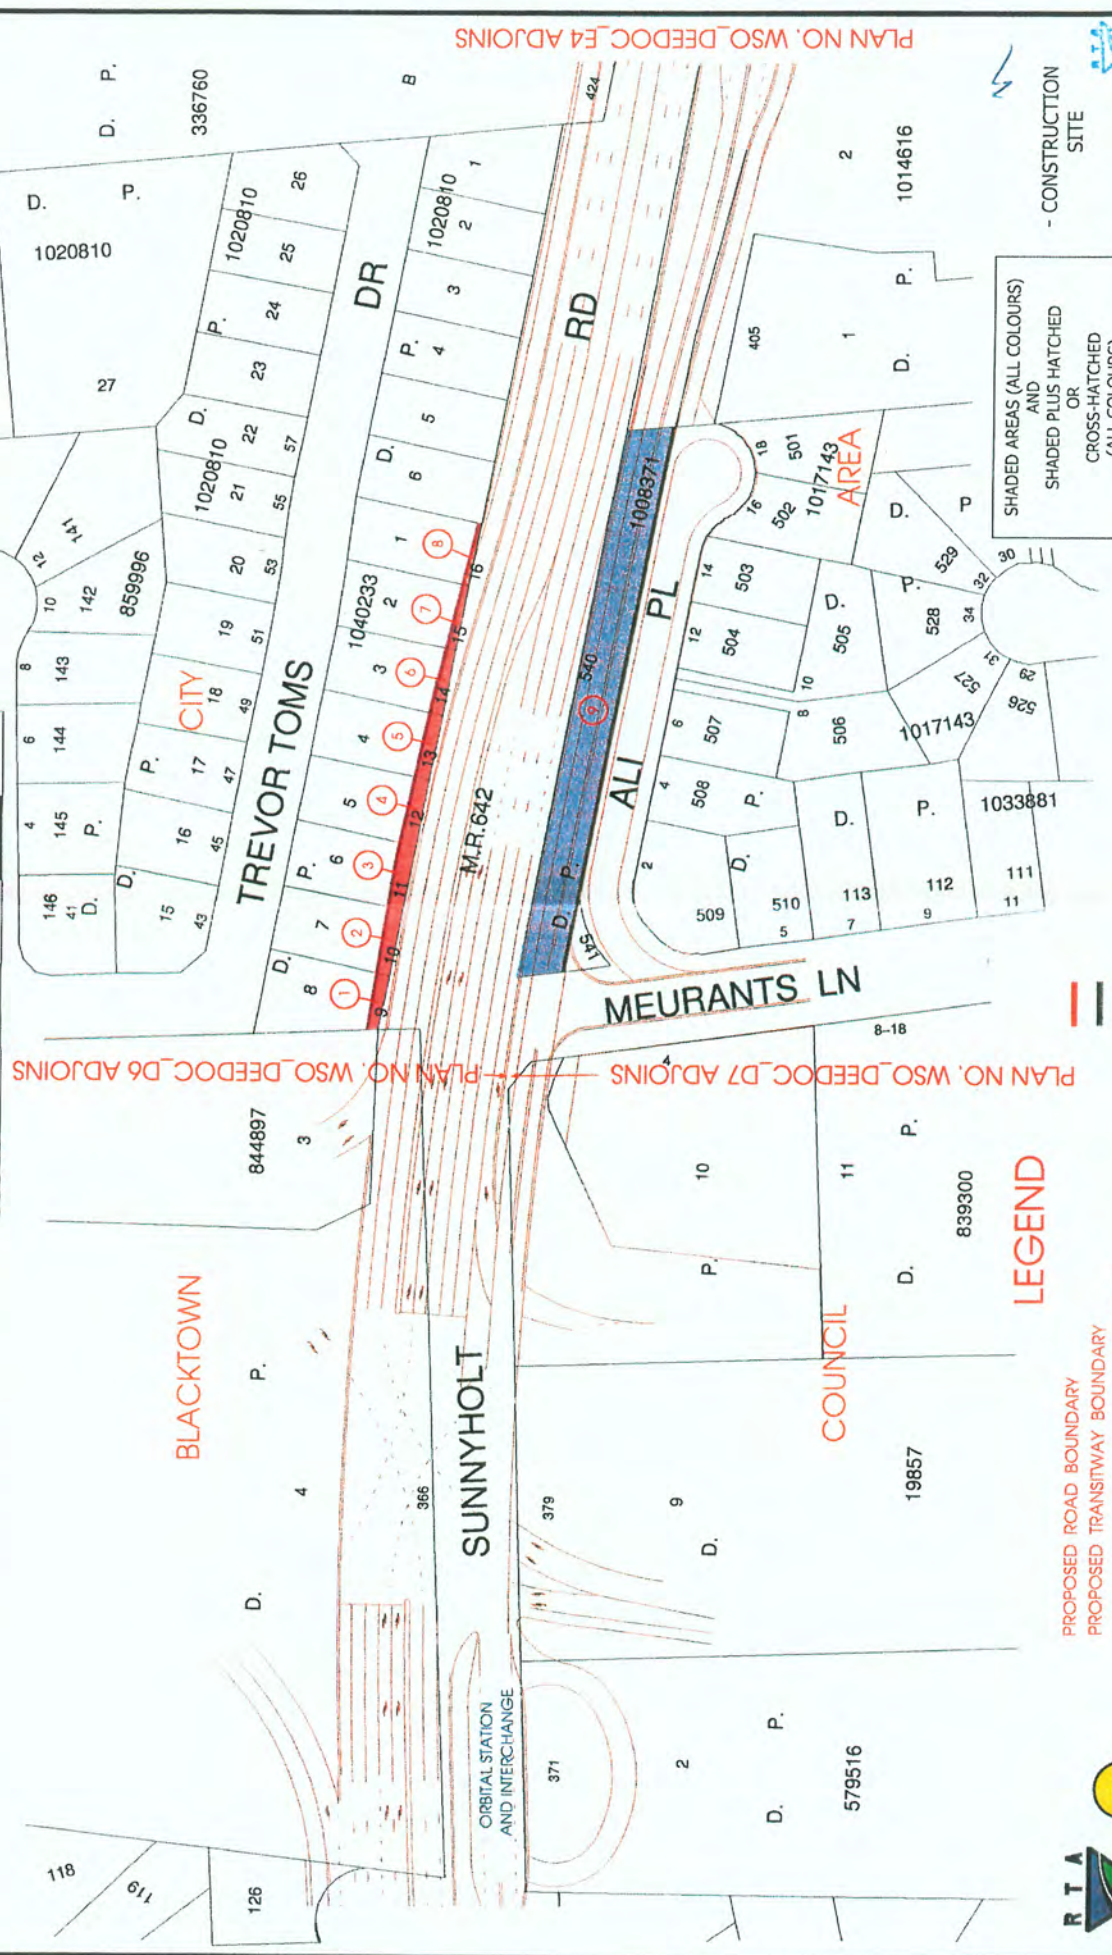 PLAN NO. WSO_DEEDOC_E4 ADJOINS
D. P.
336760
B
424
D. P.
1020810
27
1020810
26
25
24
P.
23
D.
22
57
1020810
21
55
20
53
19
51
18
49
17
47
P.
16
45
D.
15
43
12
141
10
142
859996
8
143
6
144
4
145
P.
146
41
D.
CITY
TREVOR TOMS
DR
1020810
1
2
3
P.
4
5
D.
6
1
8
16
1040233
2
7
15
3
6
14
4
5
13
5
4
12
P.
6
3
11
7
2
10
D.
8
1
9
M.R.642
RD
1008371
540
9
D. P.
541
ALI PL
MEURANTS LN
18
501
16
502
1017143
AREA
14
503
12
504
10
505
D.
P.
6
507
8
506
4
508
P.
2
D.
509
510
5
113
7
D.
112
9
P.
111
11
1033881
1017143
D. P
529
30
32
528
34
527
31
526
29
405
1
D. P.
2
1014616
- CONSTRUCTION
SITE
SHADED AREAS (ALL COLOURS)
AND
SHADED PLUS HATCHED
OR
CROSS-HATCHED
(ALL COLOURS)
PLAN NO. WSO_DEEDOC_D6 ADJOINS
PLAN NO. WSO_DEEDOC_D7 ADJOINS
844897
3
BLACKTOWN
D. P.
4
366
SUNNYHOLT
379
9
D.
19857
COUNCIL
4
8--18
10
P.
11
D. P.
839300
LEGEND
PROPOSED ROAD BOUNDARY
PROPOSED TRANSITWAY BOUNDARY
ORBITAL STATION
AND INTERCHANGE
371
2
D. P.
579516
118
119
126
RTA
RTA